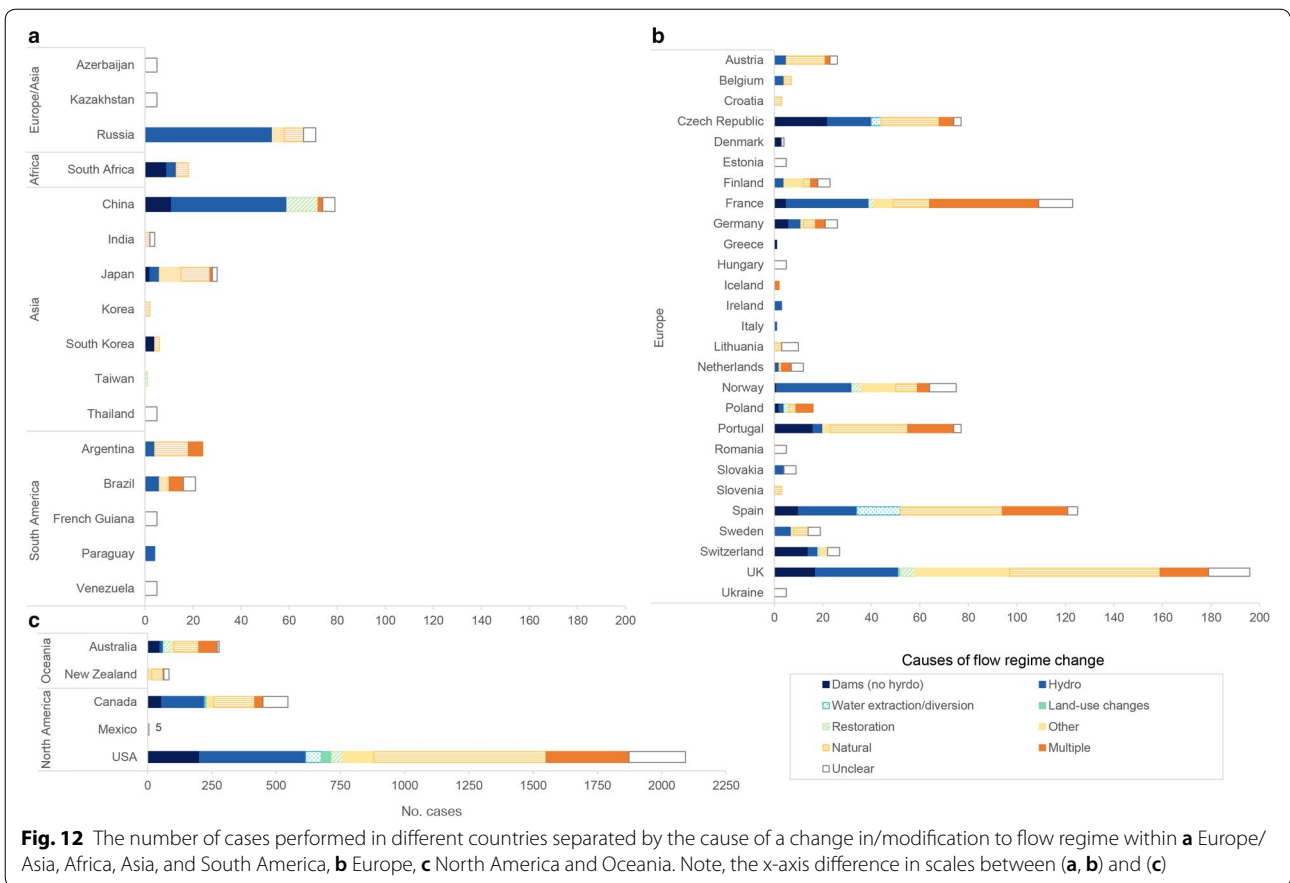 a
Europe/Asia
Azerbaijan
Kazakhstan
Russia
Africa
South Africa
Asia
China
India
Japan
Korea
South Korea
Taiwan
Thailand
South America
Argentina
Brazil
French Guiana
Paraguay
Venezuela
0 20 40 60 80 100 120 140 160 180 200
b
Europe
Austria
Belgium
Croatia
Czech Republic
Denmark
Estonia
Finland
France
Germany
Greece
Hungary
Iceland
Ireland
Italy
Lithuania
Netherlands
Norway
Poland
Portugal
Romania
Slovakia
Slovenia
Spain
Sweden
Switzerland
UK
Ukraine
0 20 40 60 80 100 120 140 160 180 200
c
Oceania
Australia
New Zealand
North America
Canada
Mexico 5
USA
0 250 500 750 1000 1250 1500 1750 2000 2250
No. cases
Causes of flow regime change
Dams (no hyrdo) Hydro
Water extraction/diversion Land-use changes
Restoration Other
Natural Multiple
Unclear
Fig. 12 The number of cases performed in different countries separated by the cause of a change in/modification to flow regime within a Europe/
Asia, Africa, Asia, and South America, b Europe, c North America and Oceania. Note, the x-axis difference in scales between (a, b) and (c)